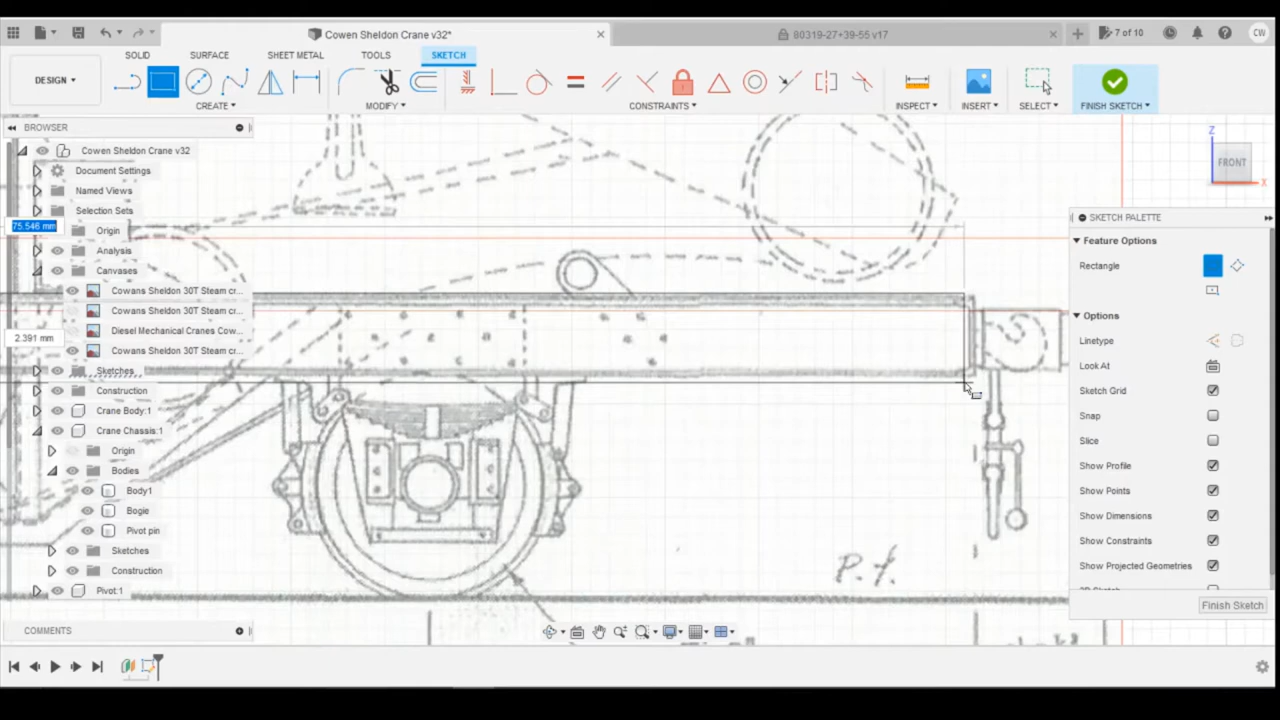 Cowen Sheldon Crane v32*
80319-27+39-55 v17
7 of 10
CW
DESIGN
SOLID
SURFACE
SHEET METAL
TOOLS
SKETCH
CREATE
MODIFY
CONSTRAINTS
INSPECT
INSERT
SELECT
FINISH SKETCH
BROWSER
Cowen Sheldon Crane v32
Document Settings
Named Views
Selection Sets
75.546 mm
Origin
Analysis
Canvases
Cowans Sheldon 30T Steam cr...
Cowans Sheldon 30T Steam cr...
Diesel Mechanical Cranes Cow...
2.391 mm
Cowans Sheldon 30T Steam cr...
Sketches
Construction
Crane Body:1
Crane Chassis:1
Origin
Bodies
Body1
Bogie
Pivot pin
Sketches
Construction
Pivot:1
COMMENTS
Z
FRONT
X
SKETCH PALETTE
Feature Options
Rectangle
Options
Linetype
Look At
Sketch Grid
Snap
Slice
Show Profile
Show Points
Show Dimensions
Show Constraints
Show Projected Geometries
Finish Sketch